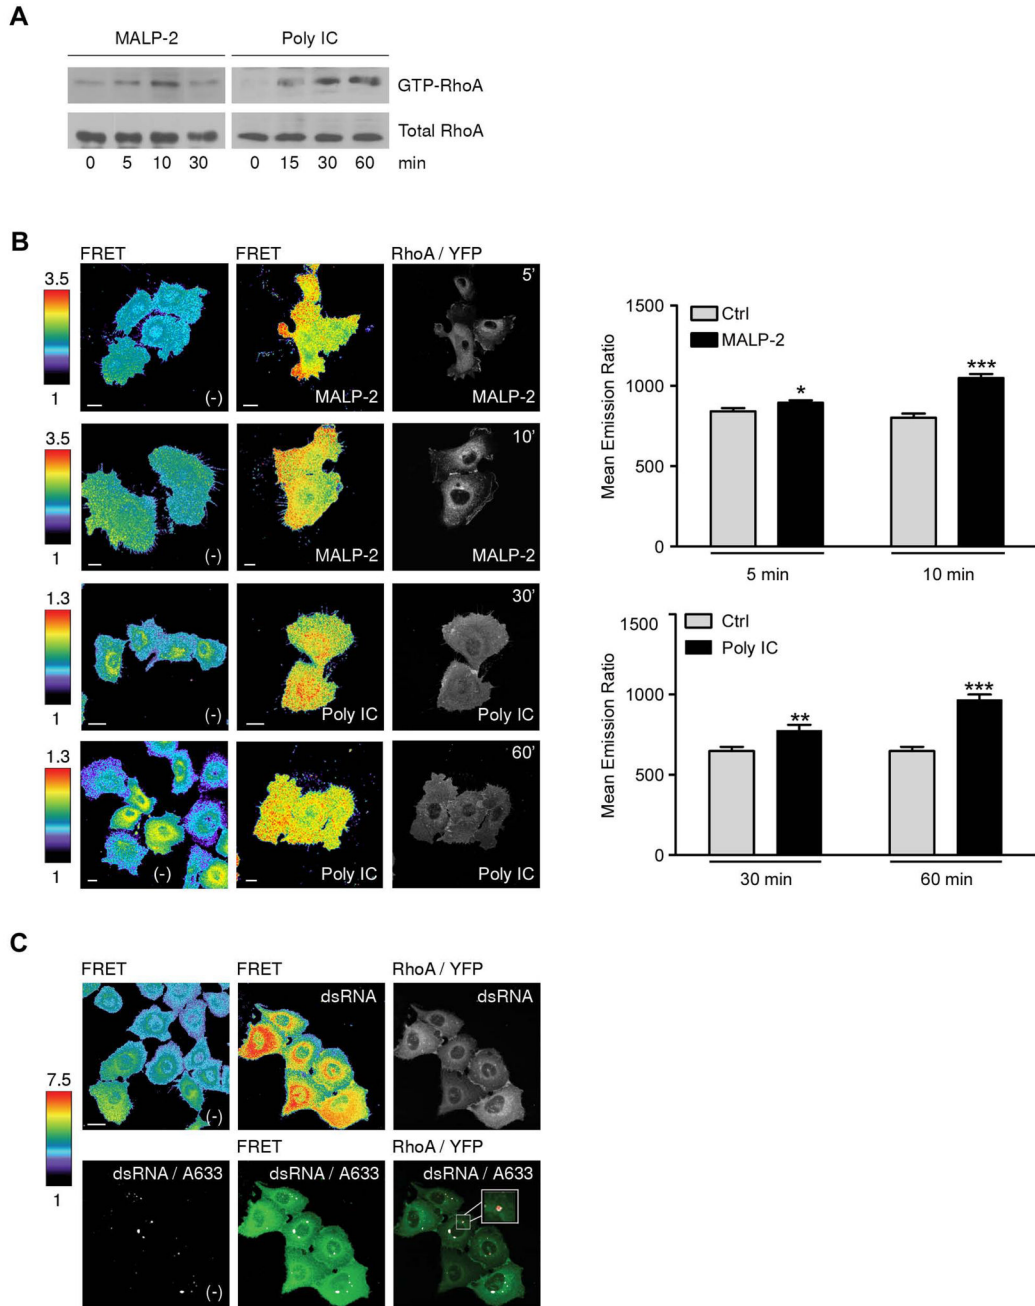 A
MALP-2 Poly IC
GTP-RhoA
Total RhoA
0 5 10 30 0 15 30 60 min
B
FRET FRET RhoA / YFP
3.5 5'
1 (-) MALP-2 MALP-2
3.5 10'
1 (-) MALP-2 MALP-2
1.3 30'
1 (-) Poly IC Poly IC
1.3 60'
1 (-) Poly IC Poly IC
Mean Emission Ratio
1500
1000
500
0
Ctrl
MALP-2
* ***
5 min 10 min
Mean Emission Ratio
1500
1000
500
0
Ctrl
Poly IC
** ***
30 min 60 min
C
FRET FRET RhoA / YFP
dsRNA
7.5 (-)
1
FRET RhoA / YFP
dsRNA / A633 dsRNA / A633 dsRNA / A633
(-)